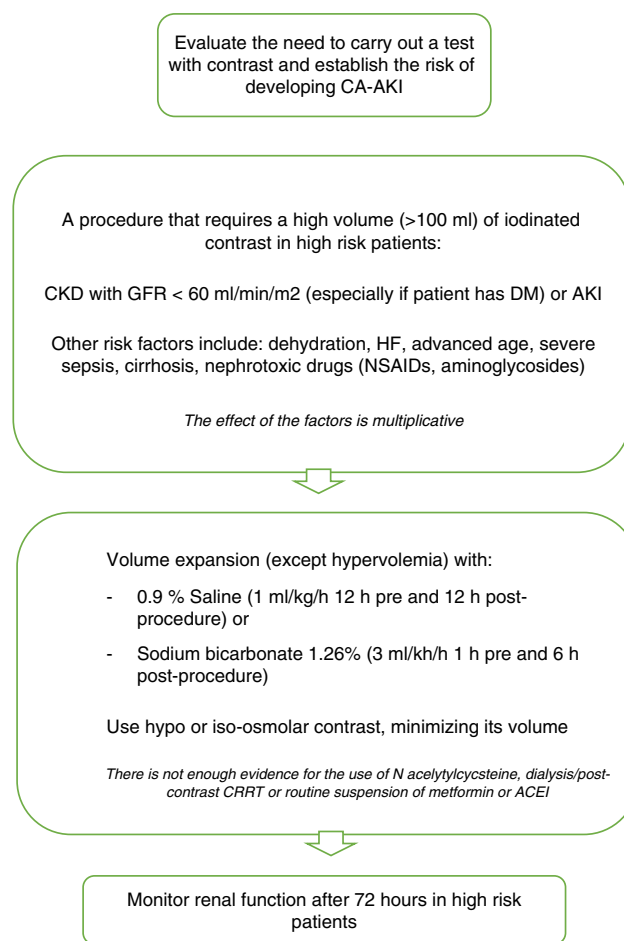 Evaluate the need to carry out a test
with contrast and establish the risk of
developing CA-AKI
A procedure that requires a high volume (>100 ml) of iodinated
contrast in high risk patients:
CKD with GFR < 60 ml/min/m2 (especially if patient has DM) or AKI
Other risk factors include: dehydration, HF, advanced age, severe
sepsis, cirrhosis, nephrotoxic drugs (NSAIDs, aminoglycosides)
The effect of the factors is multiplicative
Volume expansion (except hypervolemia) with:
- 0.9 % Saline (1 ml/kg/h 12 h pre and 12 h post-
procedure) or
- Sodium bicarbonate 1.26% (3 ml/kh/h 1 h pre and 6 h
post-procedure)
Use hypo or iso-osmolar contrast, minimizing its volume
There is not enough evidence for the use of N acelytylcycsteine, dialysis/post-
contrast CRRT or routine suspension of metformin or ACEI
Monitor renal function after 72 hours in high risk
patients